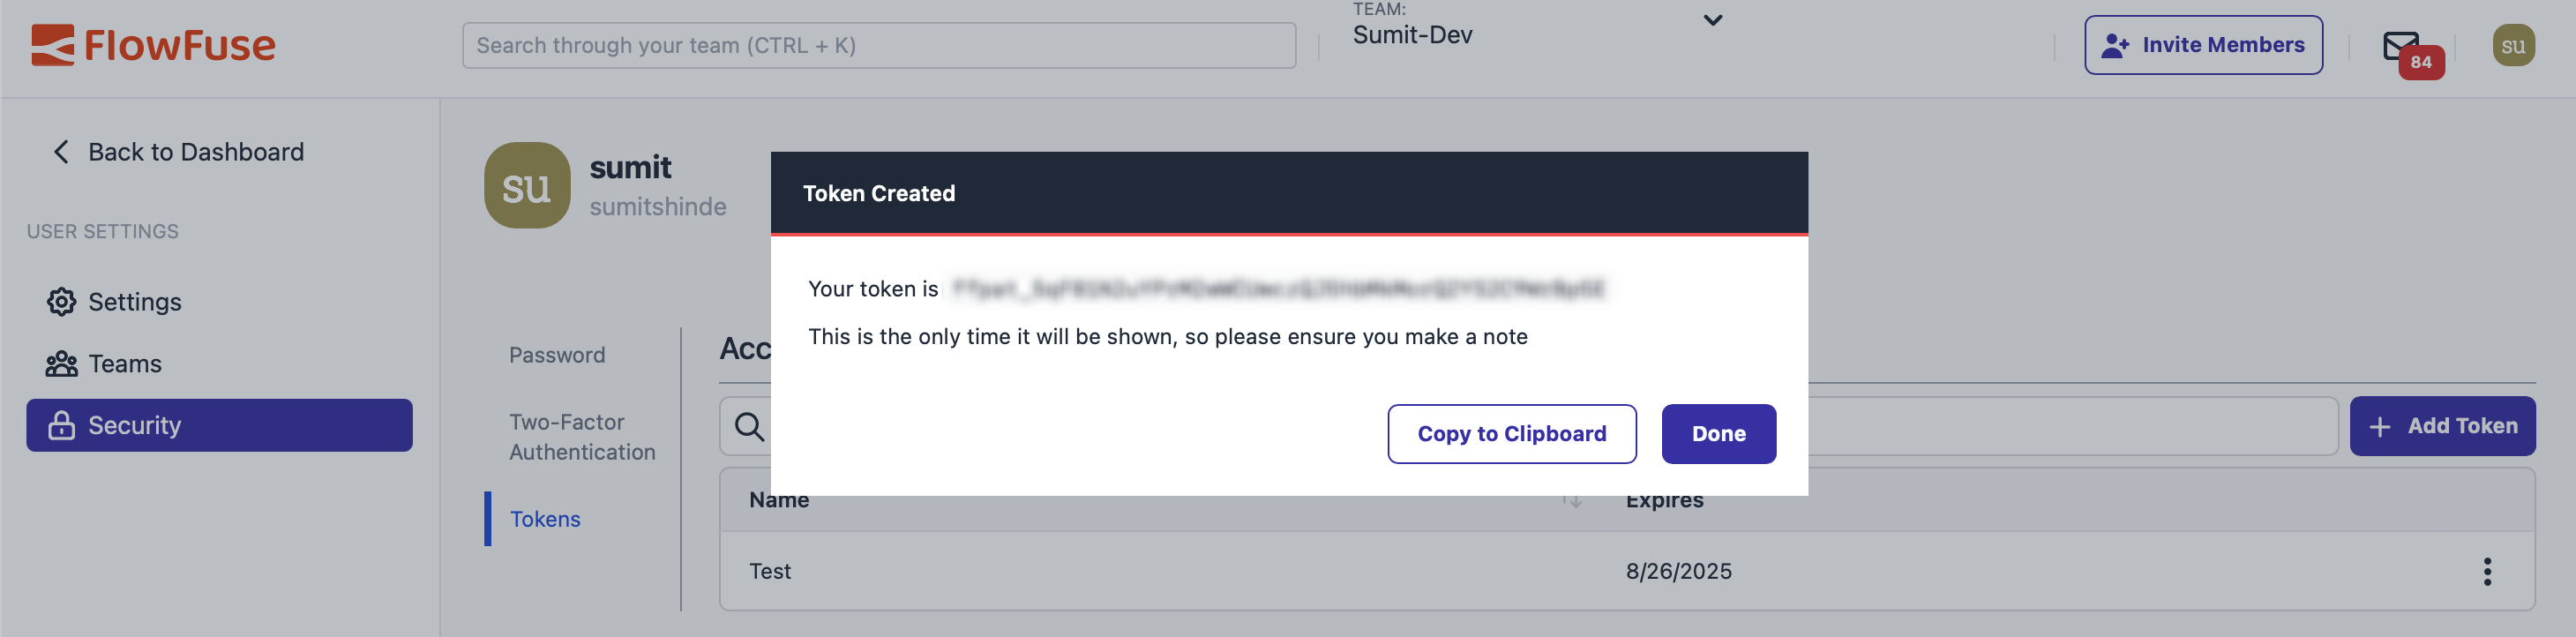 FlowFuse
Search through your team (CTRL + K)
TEAM:
Sumit-Dev
Invite Members
84
su
Back to Dashboard
USER SETTINGS
Settings
Teams
Security
su
sumit
sumitshinde
Password
Two-Factor
Authentication
Tokens
Acc
Token Created
Your token is
This is the only time it will be shown, so please ensure you make a note
Copy to Clipboard
Done
Add Token
Name
Expires
Test
8/26/2025